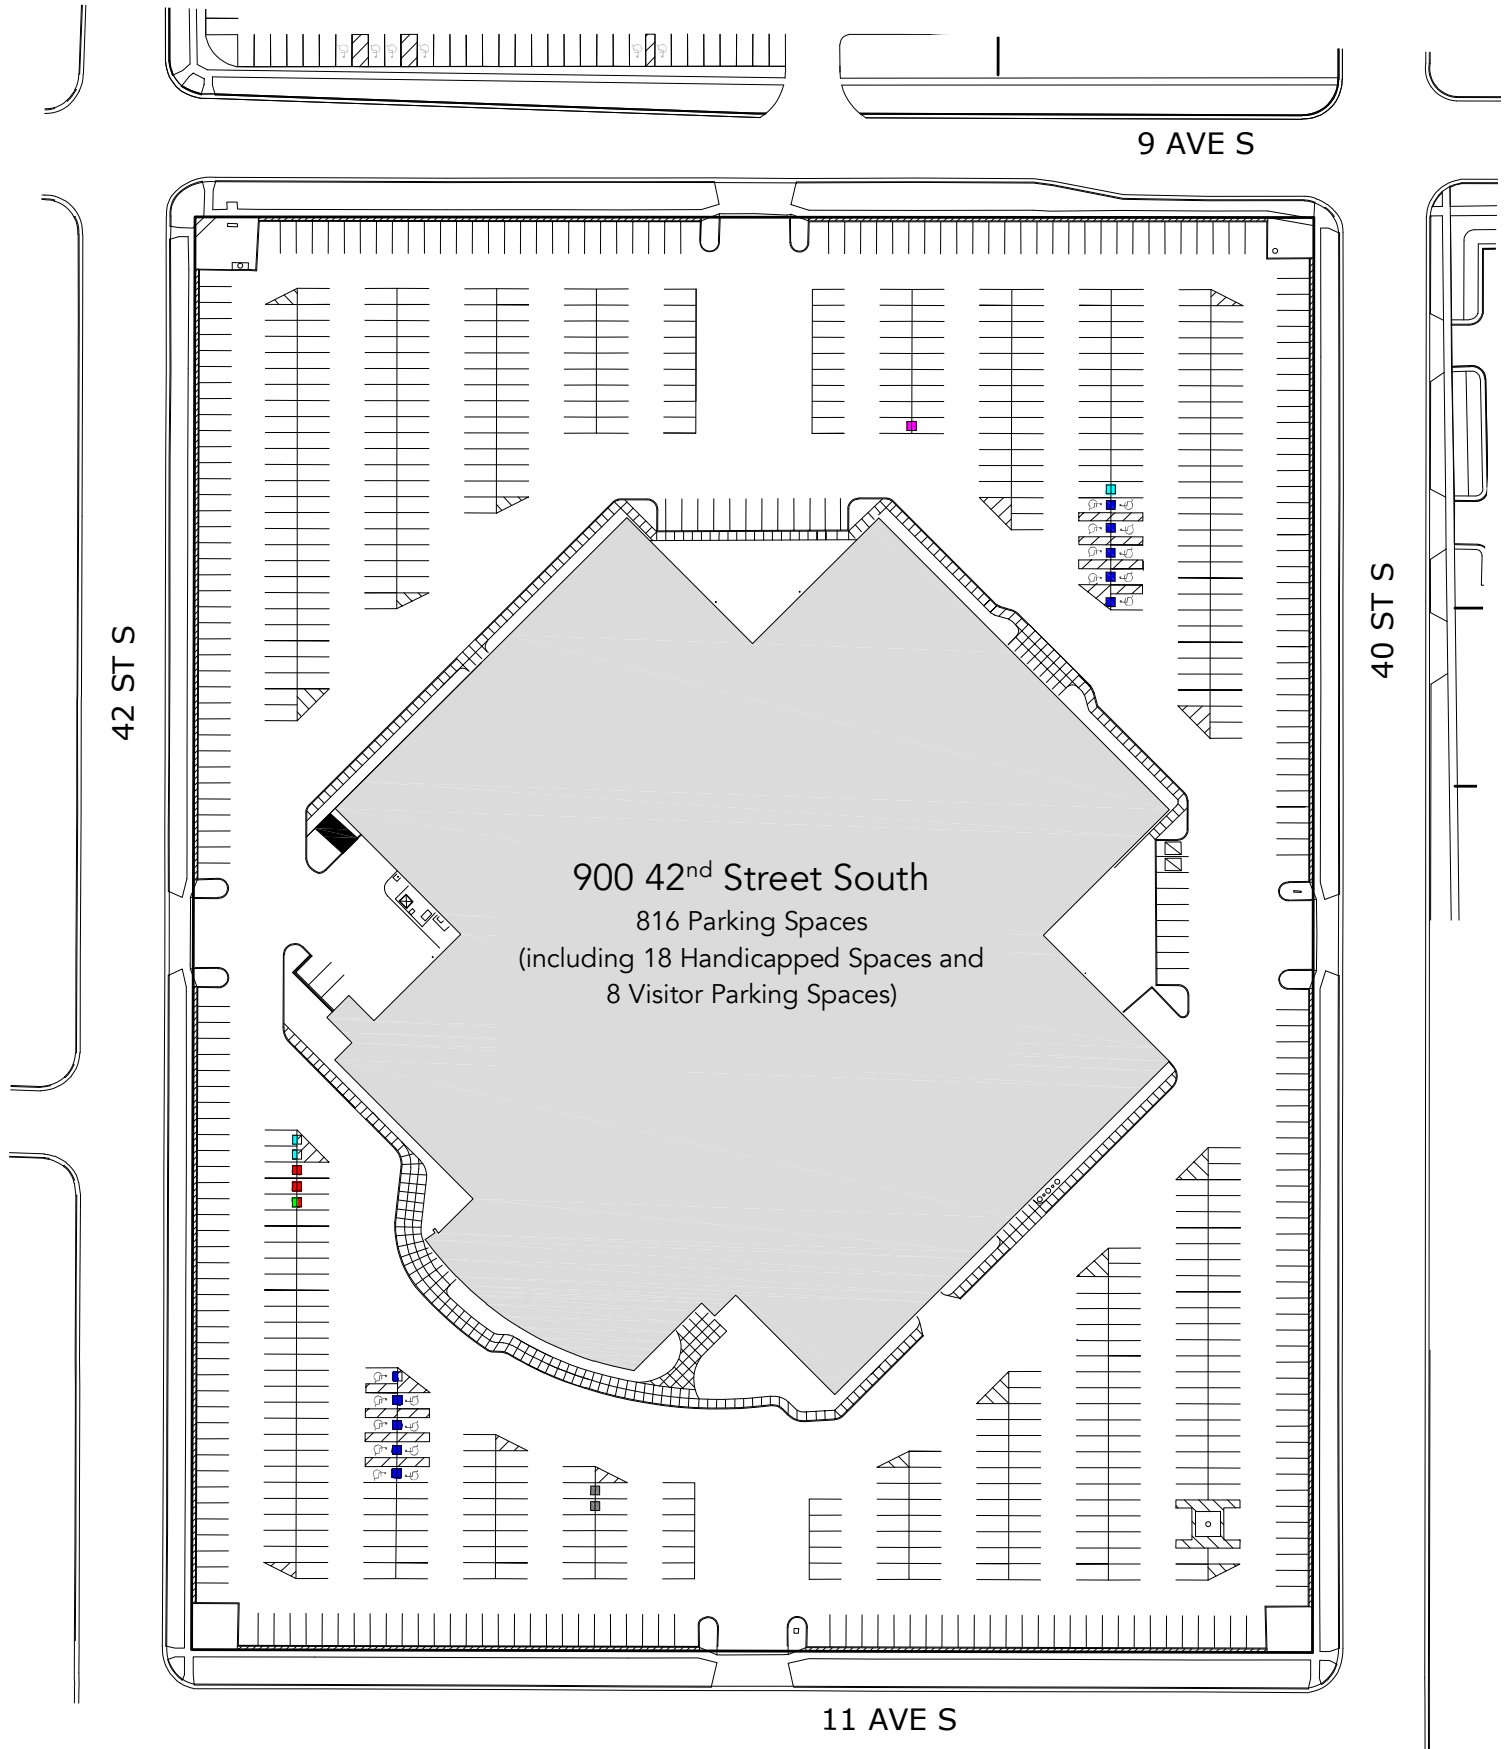 9 AVE S
42 ST S
40 ST S
900 42nd Street South
816 Parking Spaces
(including 18 Handicapped Spaces and
8 Visitor Parking Spaces)
11 AVE S